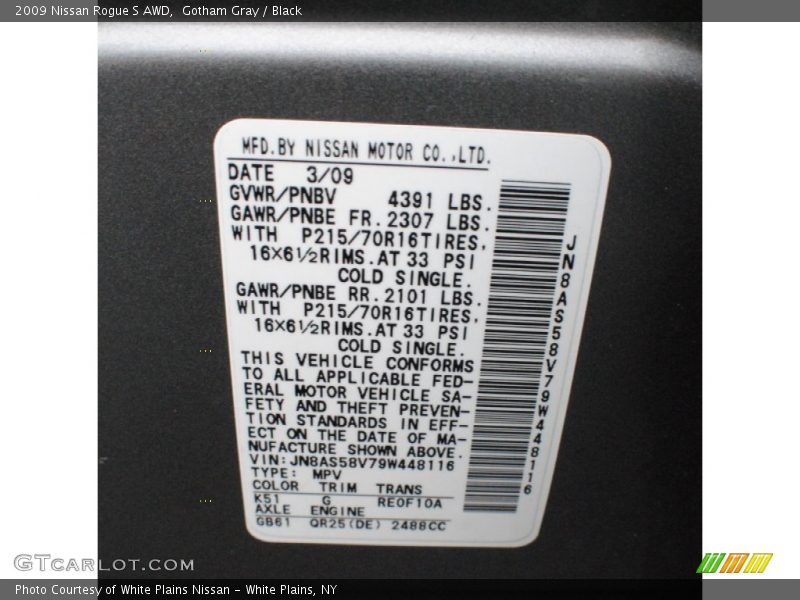 2009 Nissan Rogue S AWD,  Gotham Gray / Black
MFD.BY NISSAN MOTOR CO.,LTD.
DATE 3/09
GVWR/PNBV 4391 LBS.
GAWR/PNBE FR.2307 LBS.
WITH P215/70R16TIRES,
16×6½RIMS.AT 33 PSI
COLD SINGLE.
GAWR/PNBE RR.2101 LBS.
WITH P215/70R16TIRES,
16×6½RIMS.AT 33 PSI
COLD SINGLE.
THIS VEHICLE CONFORMS
TO ALL APPLICABLE FED-
ERAL MOTOR VEHICLE SA-
FETY AND THEFT PREVEN-
TION STANDARDS IN EFF-
ECT ON THE DATE OF MA-
NUFACTURE SHOWN ABOVE.
VIN:JN8AS58V79W448116
TYPE: MPV
COLOR TRIM TRANS
K51 G RE0F10A
AXLE ENGINE
GB61 QR25(DE) 2488CC
JN8AS58V79W448116
GTCARLOT.COM
Photo Courtesy of White Plains Nissan - White Plains, NY